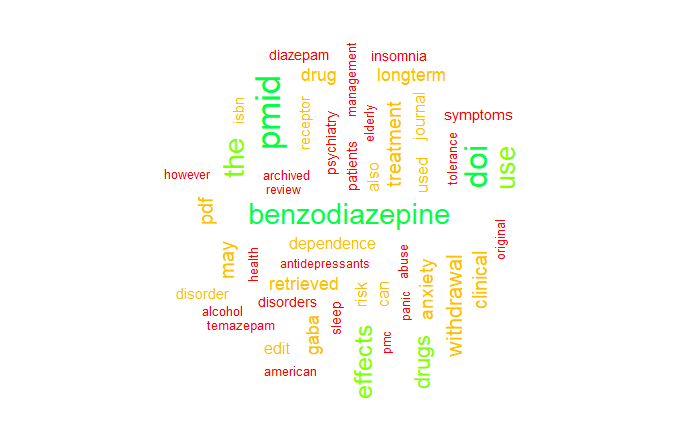 diazepam
insomnia
management
drug
longterm
isbn
pmid
receptor
psychiatry
elderly
treatment
journal
symptoms
the
patients
also
used
tolerance
doi
use
however
archived
review
pdf
benzodiazepine
may
health
dependence
antidepressants
abuse
original
retrieved
risk
can
panic
anxiety
withdrawal
clinical
disorder
disorders
alcohol
temazepam
gaba
sleep
edit
effects
pmc
drugs
american